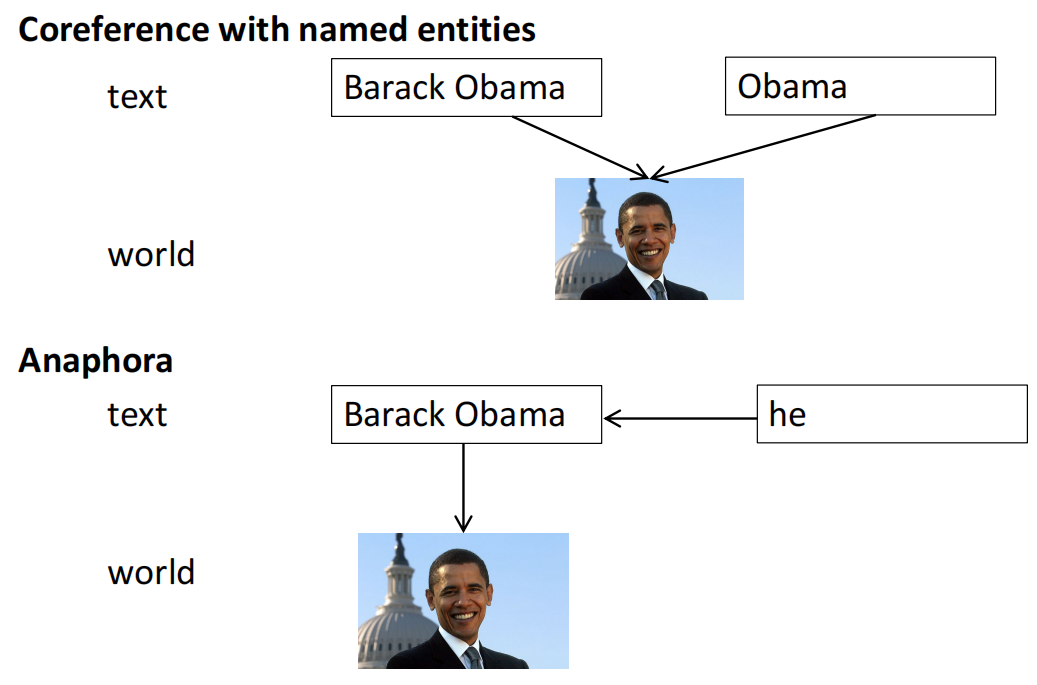 Coreference with named entities
text Barack Obama Obama
world
Anaphora
text Barack Obama he
world